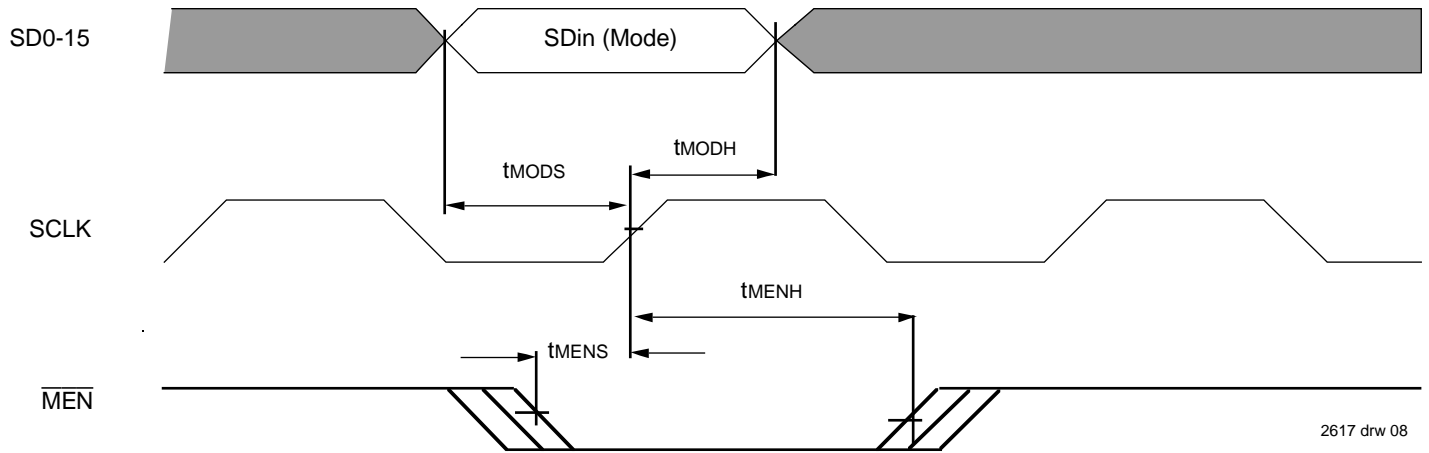 SD0-15
SDin (Mode)
tMODH
tMODS
SCLK
tMENH
tMENS
MEN
2617 drw 08